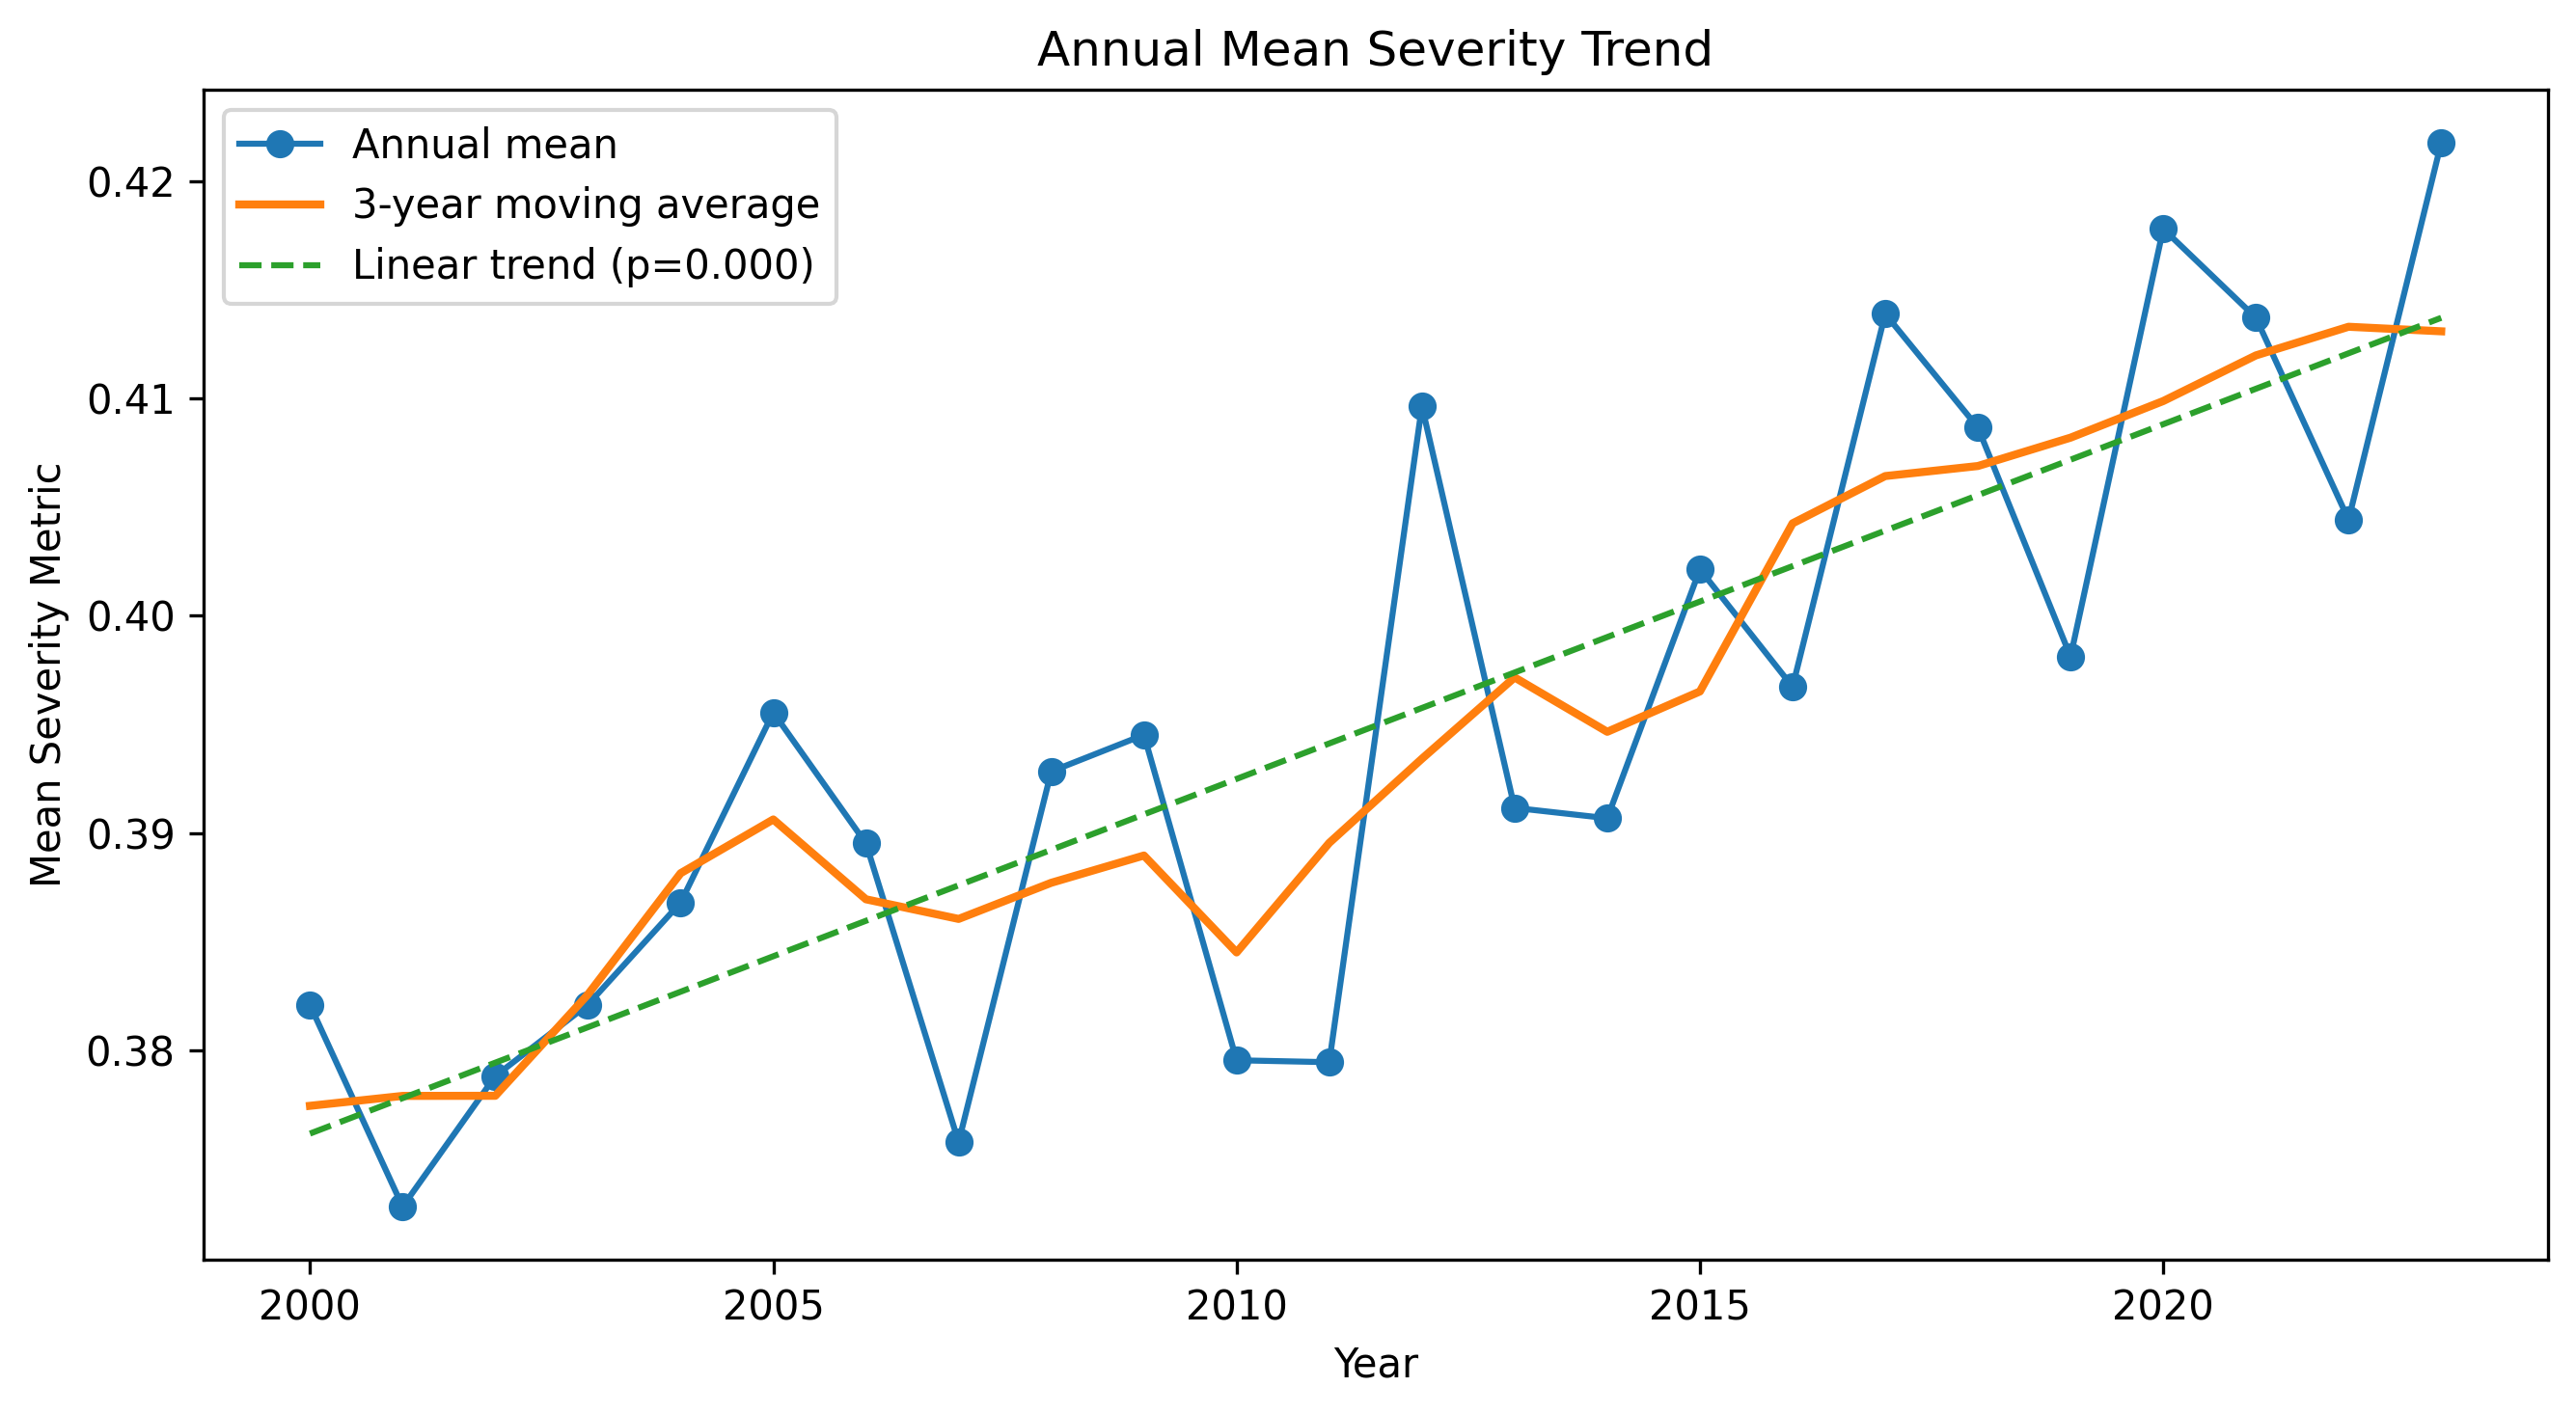 Annual Mean Severity Trend
Annual mean
3-year moving average
Linear trend (p=0.000)
Mean Severity Metric
0.42
0.41
0.40
0.39
0.38
2000 2005 2010 2015 2020
Year